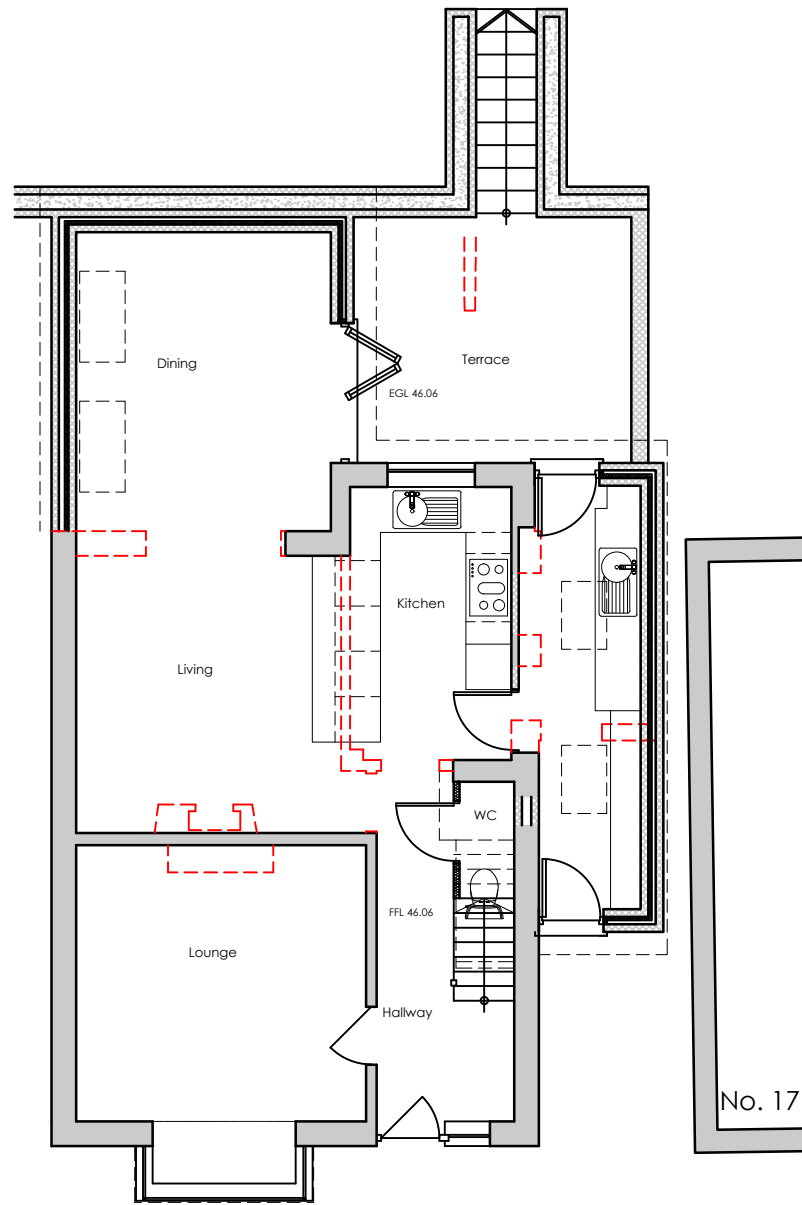 Dining
Terrace
EGL 46.06
Kitchen
Living
WC
FFL 46.06
Lounge
Hallway
No. 17